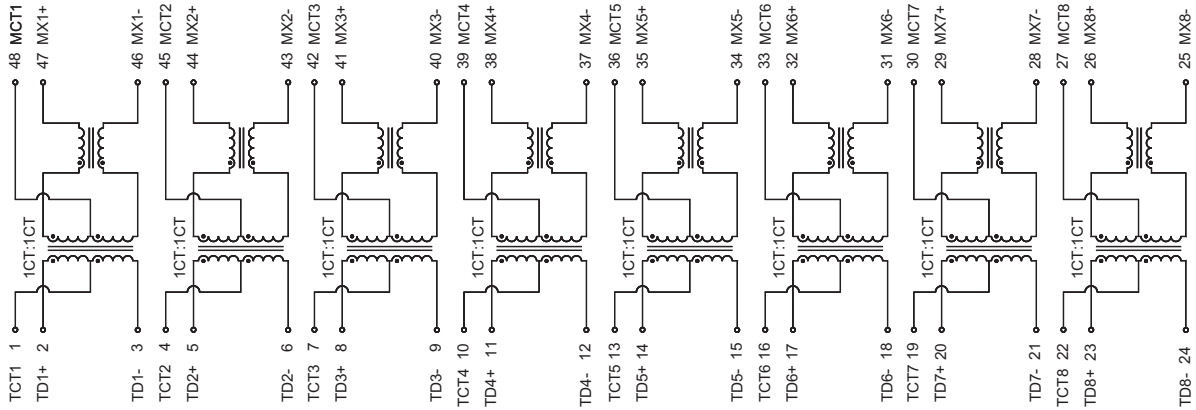 TCT1 1 48 MCT1
1CT:1CT
TD1+ 2 47 MX1+
TD1- 3 46 MX1-
TCT2 4 45 MCT2
1CT:1CT
TD2+ 5 44 MX2+
TD2- 6 43 MX2-
TCT3 7 42 MCT3
1CT:1CT
TD3+ 8 41 MX3+
TD3- 9 40 MX3-
TCT4 10 39 MCT4
1CT:1CT
TD4+ 11 38 MX4+
TD4- 12 37 MX4-
TCT5 13 36 MCT5
1CT:1CT
TD5+ 14 35 MX5+
TD5- 15 34 MX5-
TCT6 16 33 MCT6
1CT:1CT
TD6+ 17 32 MX6+
TD6- 18 31 MX6-
TCT7 19 30 MCT7
1CT:1CT
TD7+ 20 29 MX7+
TD7- 21 28 MX7-
TCT8 22 27 MCT8
1CT:1CT
TD8+ 23 26 MX8+
TD8- 24 25 MX8-